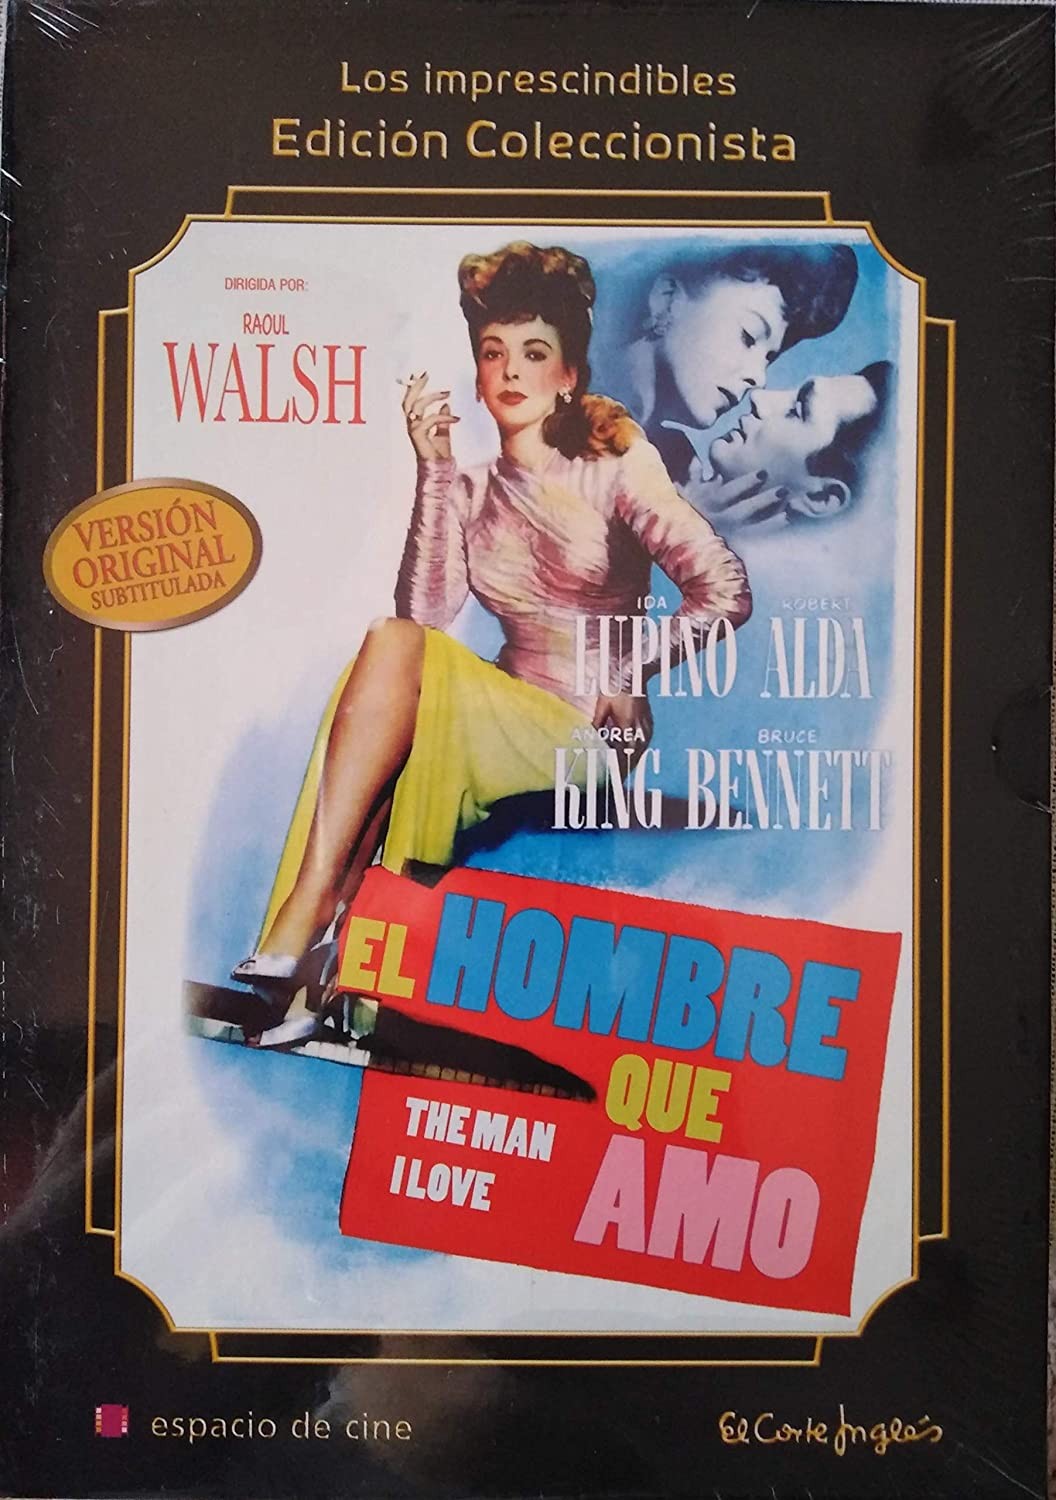 Los imprescindibles
Edición Coleccionista
DIRIGIDA POR:
RAOUL
WALSH
VERSIÓN
ORIGINAL
SUBTITULADA
IDA ROBERT
LUPINO ALDA
ANDREA BRUCE
KING BENNETT
EL HOMBRE
QUE
AMO
THE MAN
I LOVE
espacio de cine
El Corte Inglés